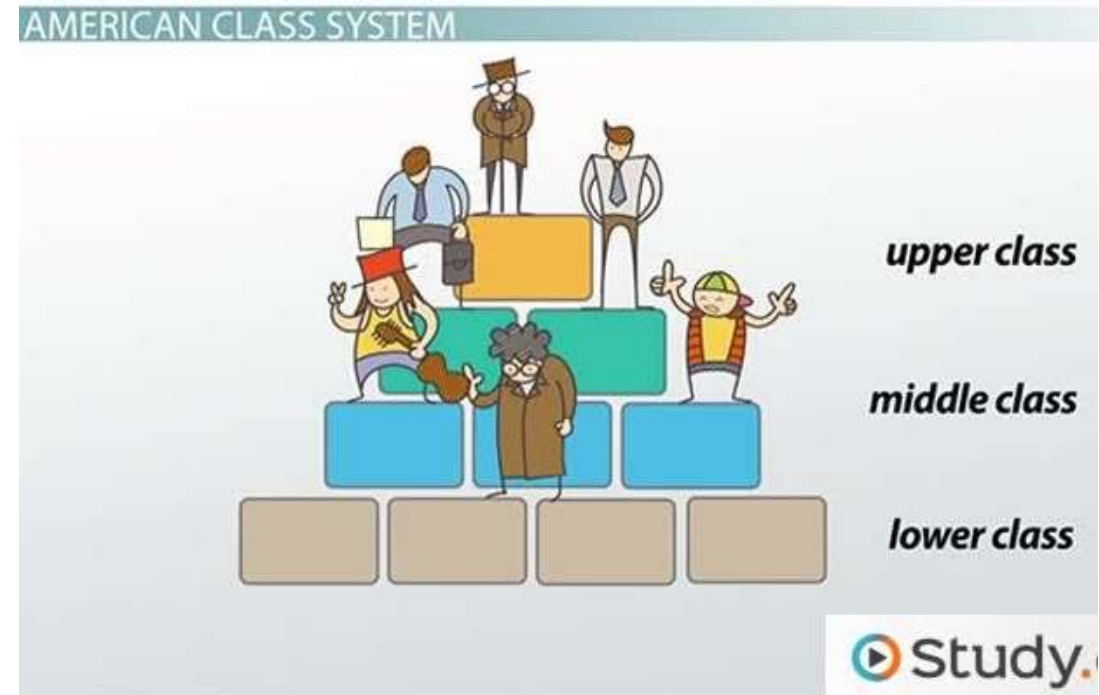 AMERICAN CLASS SYSTEM
upper class
middle class
lower class
Study.